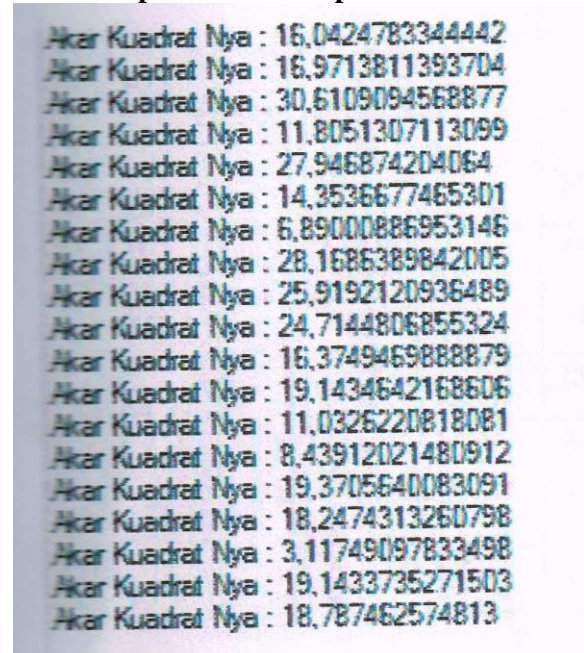 Akar Kuadrat Nya : 16,0424783344442
Akar Kuadrat Nya : 16,9713811393704
Akar Kuadrat Nya : 30,6109094568877
Akar Kuadrat Nya : 11,8051307113099
Akar Kuadrat Nya : 27,946874204064
Akar Kuadrat Nya : 14,3536677465301
Akar Kuadrat Nya : 6,89000886953146
Akar Kuadrat Nya : 28,1686389842005
Akar Kuadrat Nya : 25,9192120936489
Akar Kuadrat Nya : 24,7144806855324
Akar Kuadrat Nya : 16,3749469888879
Akar Kuadrat Nya : 19,1434642168606
Akar Kuadrat Nya : 11,0326220818081
Akar Kuadrat Nya : 8,43912021480912
Akar Kuadrat Nya : 19,3705640083091
Akar Kuadrat Nya : 18,2474313260798
Akar Kuadrat Nya : 3,11749097833498
Akar Kuadrat Nya : 19,1433735271503
Akar Kuadrat Nya : 18,787462574813